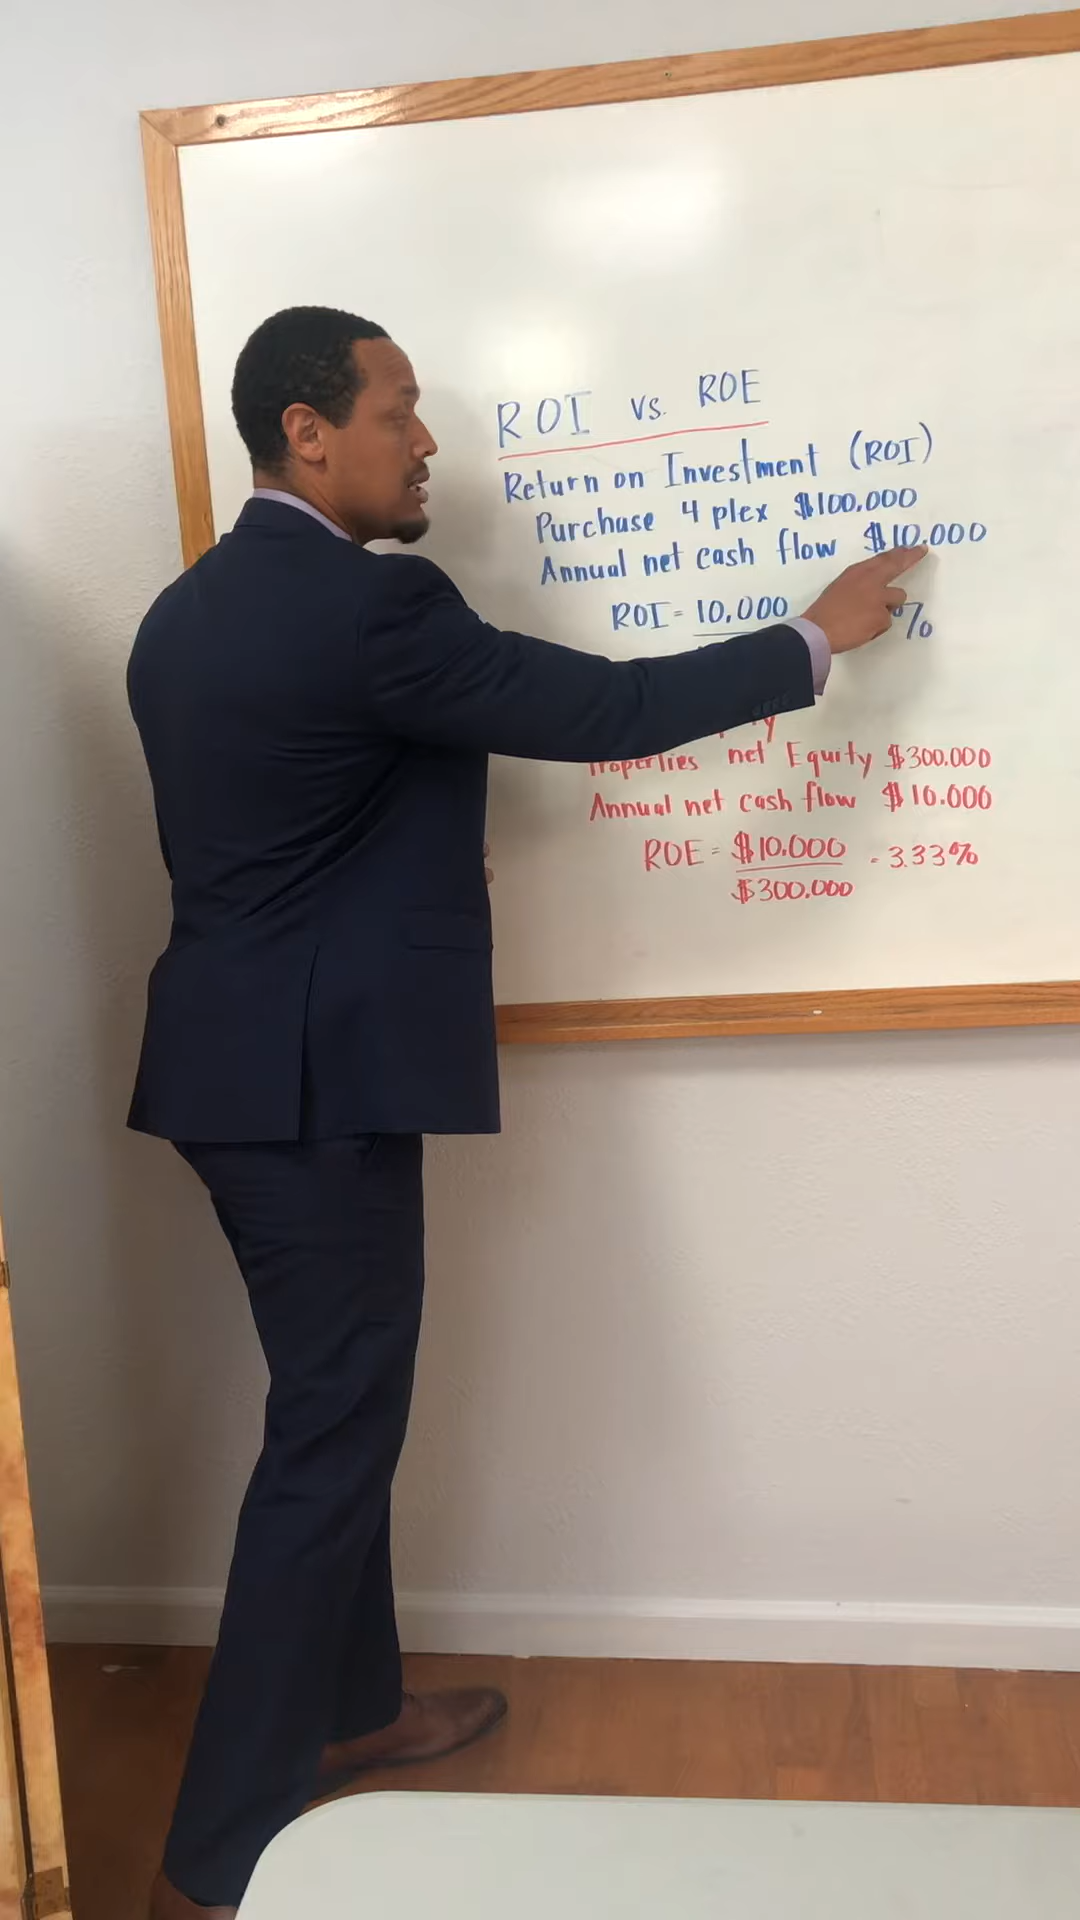 ROI vs. ROE
Return on Investment (ROI)
Purchase 4 plex $100,000
Annual net cash flow $10,000
ROI = 10,000 %
Properties net Equity $300.000
Annual net cash flow $10.000
ROE = $10.000 = 3.33%
$300.000